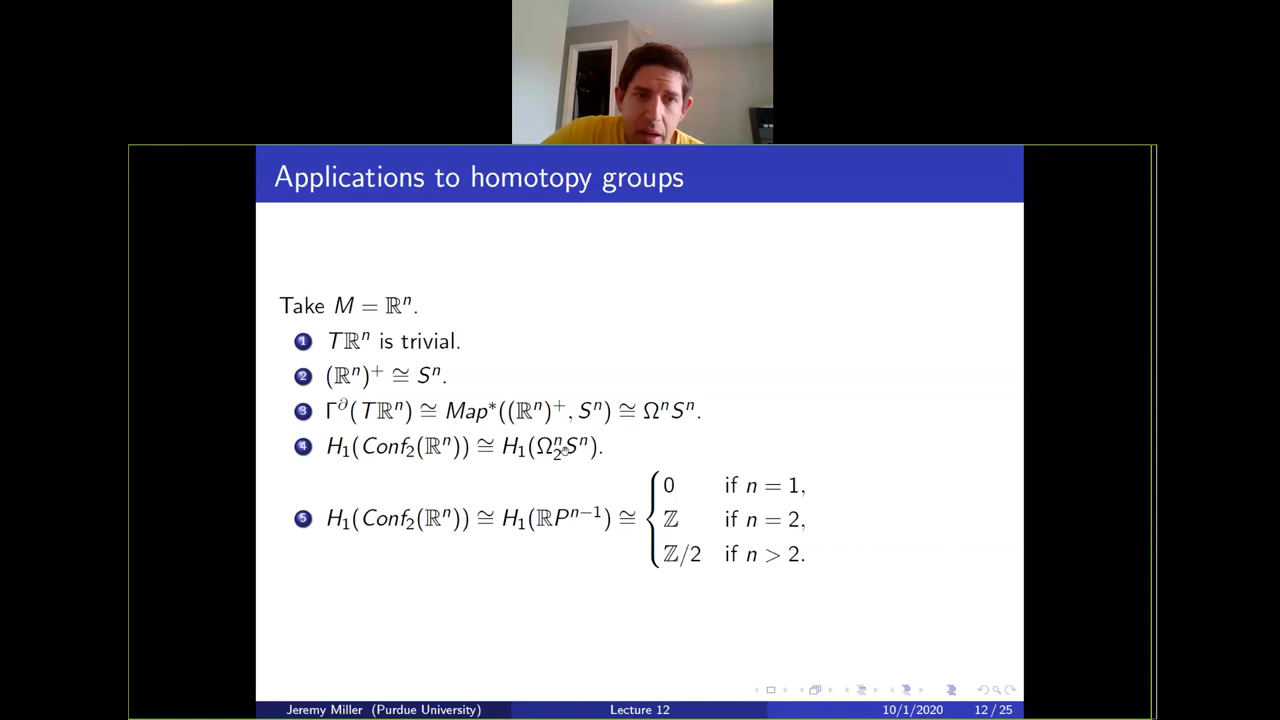 Applications to homotopy groups
Take M = ℝⁿ.
1 Tℝⁿ is trivial.
2 (ℝⁿ)⁺ ≅ Sⁿ.
3 Γ^∂(Tℝⁿ) ≅ Map*((ℝⁿ)⁺, Sⁿ) ≅ ΩⁿSⁿ.
4 H₁(Conf₂(ℝⁿ)) ≅ H₁(Ω₂ⁿSⁿ).
5 H₁(Conf₂(ℝⁿ)) ≅ H₁(ℝPⁿ⁻¹) ≅ { 0 if n = 1,
ℤ if n = 2,
ℤ/2 if n > 2.
Jeremy Miller (Purdue University) Lecture 12 10/1/2020 12 / 25